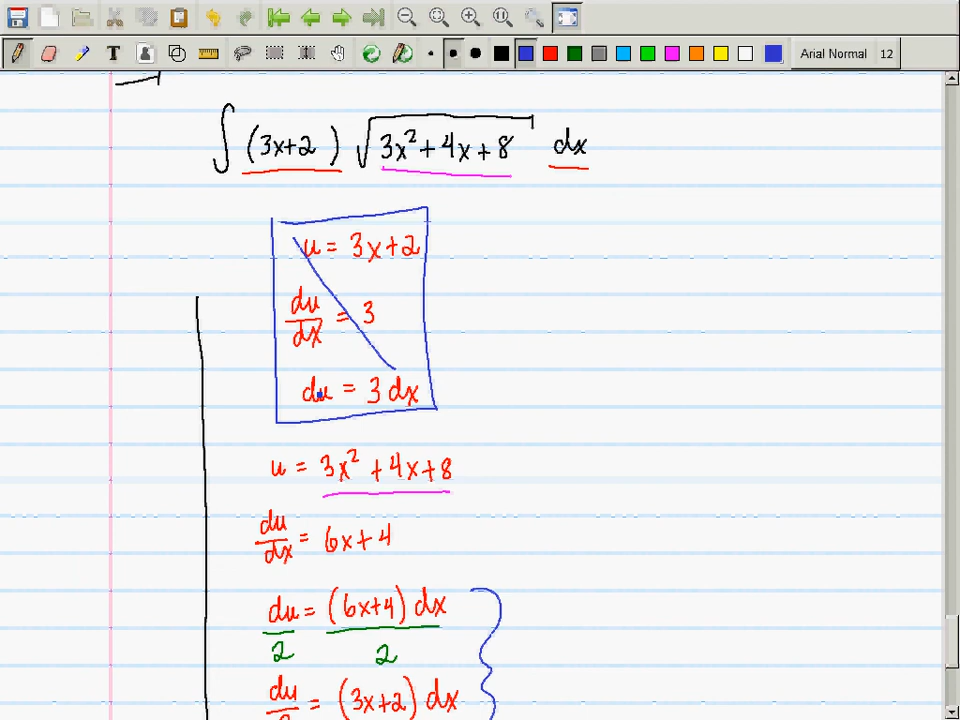 Arial Normal 12
∫ (3x+2) √(3x²+4x+8) dx
u = 3x+2
du/dx = 3
du = 3 dx
u = 3x²+4x+8
du/dx = 6x+4
du/2 = (6x+4) dx/2
du/2 = (3x+2) dx